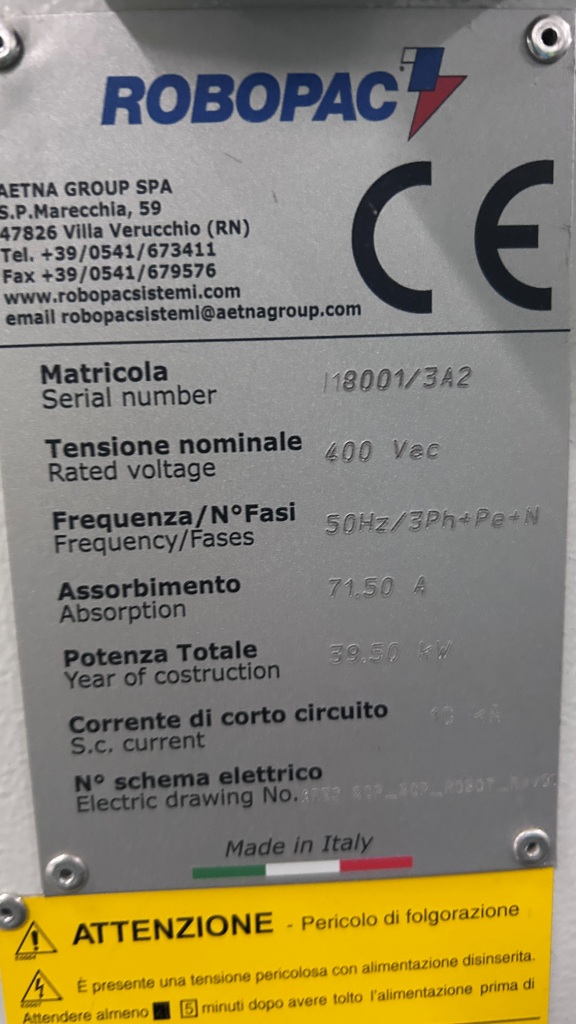 ROBOPAC
CE
AETNA GROUP SPA
S.P.Marecchia, 59
47826 Villa Verucchio (RN)
Tel. +39/0541/673411
Fax +39/0541/679576
www.robopacsistemi.com
email robopacsistemi@aetnagroup.com
Matricola
Serial number
118001/3A2
Tensione nominale
Rated voltage
400 Vac
Frequenza/N°Fasi
Frequency/Fases
50Hz/3Ph+Pe+N
Assorbimento
Absorption
71.50 A
Potenza Totale
Year of costruction
39.50 kW
Corrente di corto circuito
S.c. current
10 kA
N° schema elettrico
Electric drawing No.
Made in Italy
ATTENZIONE - Pericolo di folgorazione
È presente una tensione pericolosa con alimentazione disinserita.
Attendere almeno 5 minuti dopo avere tolto l'alimentazione prima di